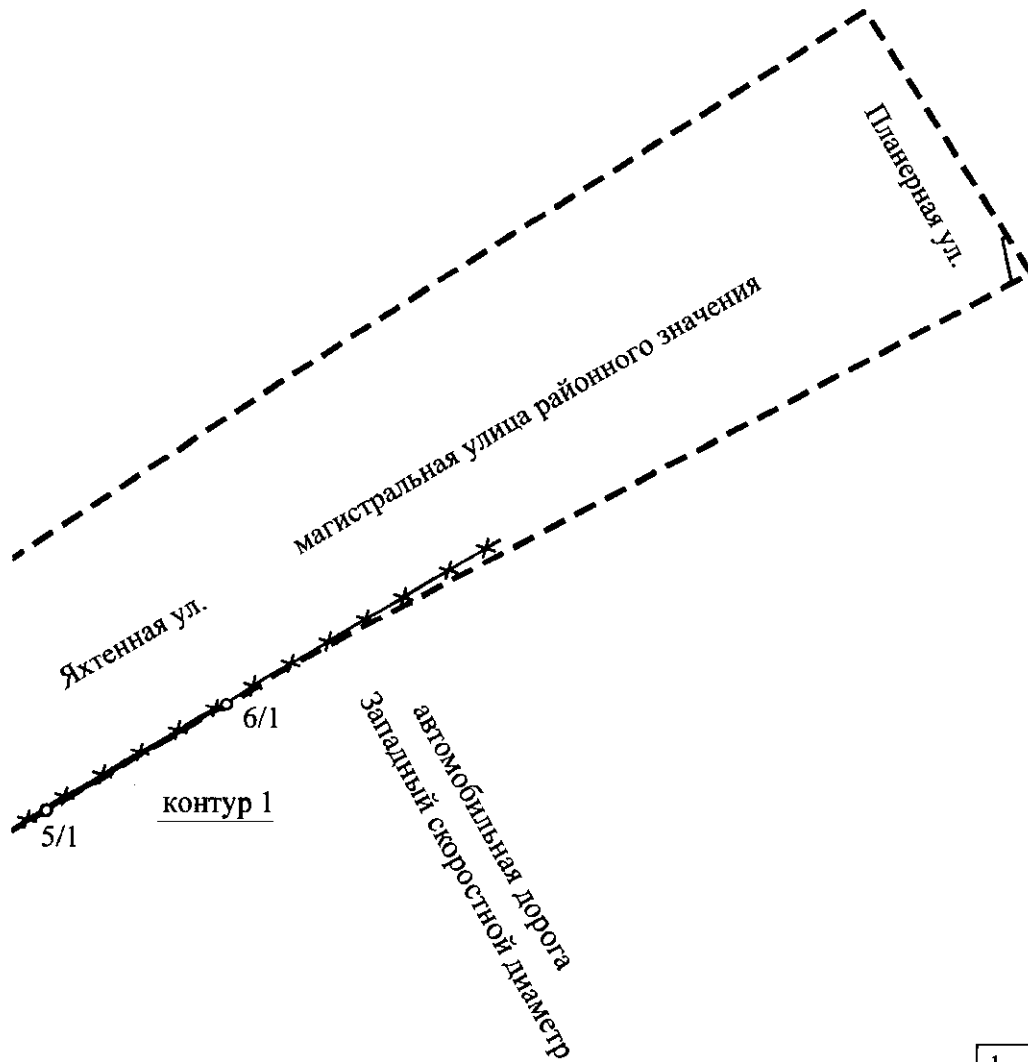 Планерная ул.
магистральная улица районного значения
Яхтенная ул.
6/1
5/1
контур 1
автомобильная дорога
Западный скоростной диаметр
1